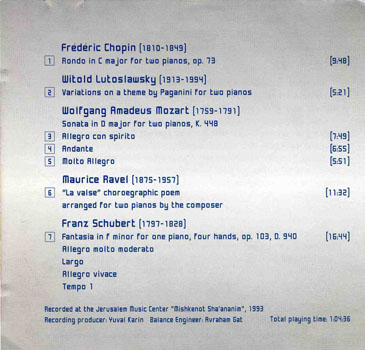 Frédéric Chopin [1810-1849]
1 Rondo in C major for two pianos, op. 73 [9:48]
Witold Lutoslawsky [1913-1994]
2 Variations on a theme by Paganini for two pianos [5:21]
Wolfgang Amadeus Mozart [1759-1791]
Sonata in D major for two pianos, K. 448
3 Allegro con spirito [7:49]
4 Andante [6:55]
5 Molto Allegro [5:51]
Maurice Ravel [1875-1957]
6 "La valse" choroegraphic poem [11:32]
arranged for two pianos by the composer
Franz Schubert [1797-1828]
7 Fantasia in f minor for one piano, four hands, op. 103, D. 940 [16:44]
Allegro molto moderato
Largo
Allegro vivace
Tempo 1
Recorded at the Jerusalem Music Center "Mishkenot Sha'ananim", 1993
Recording producer: Yuval Karin Balance Engineer: Avraham Gat Total playing time: 1:04:36